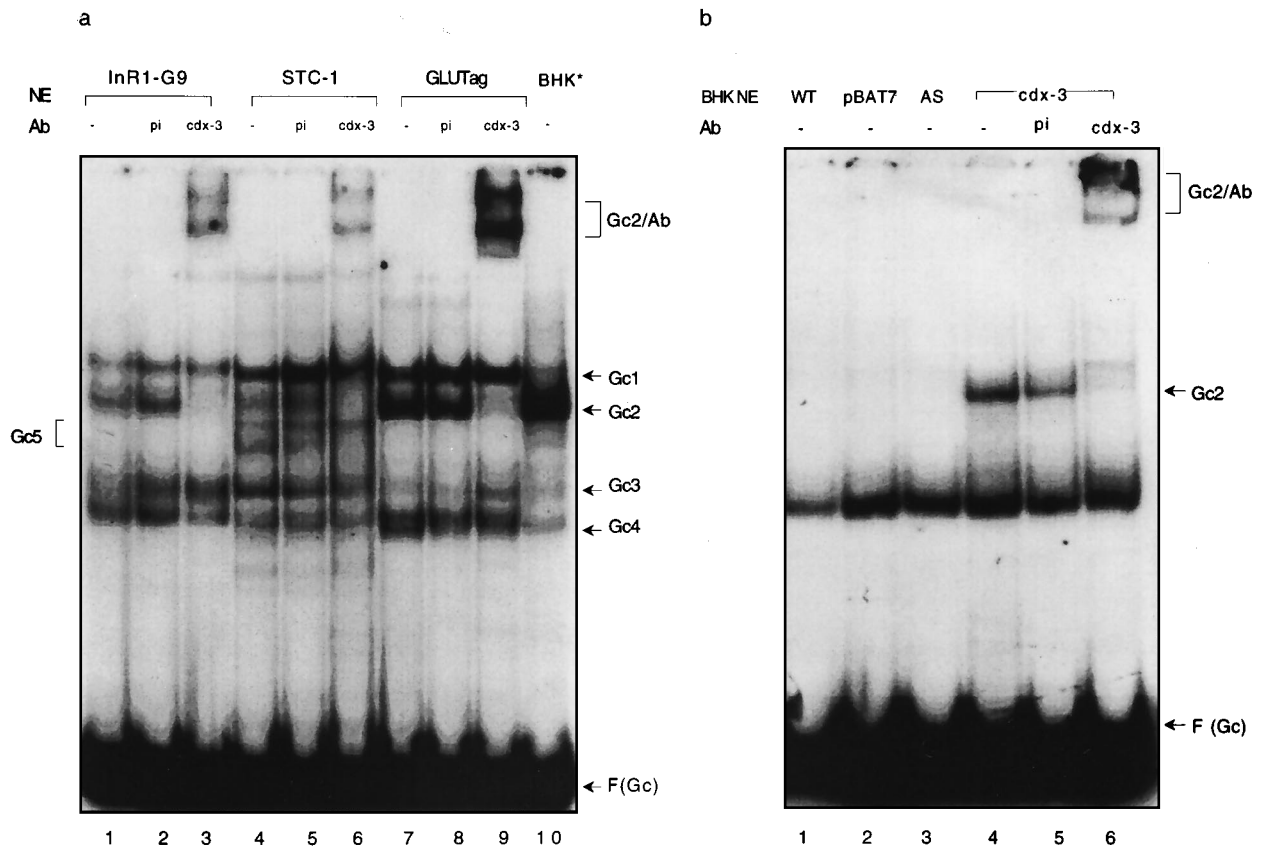 a
InR1-G9 STC-1 GLUTag BHK*
NE
Ab - pi cdx-3 - pi cdx-3 - pi cdx-3 -
Gc2/Ab
Gc1
Gc2
Gc5
Gc3
Gc4
F(Gc)
1 2 3 4 5 6 7 8 9 10
b
BHK NE WT pBAT7 AS cdx-3
Ab - - - - pi cdx-3
Gc2/Ab
Gc2
F (Gc)
1 2 3 4 5 6